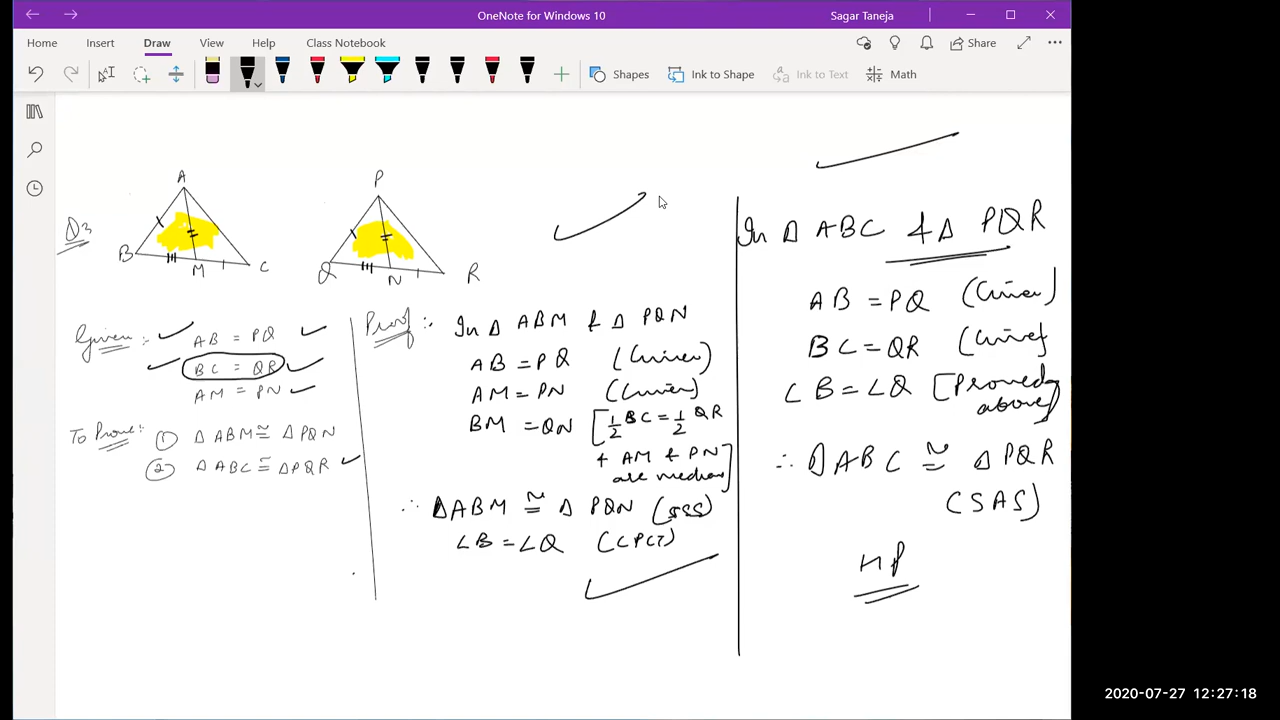 OneNote for Windows 10
Sagar Taneja
Home Insert Draw View Help Class Notebook
Share
Shapes Ink to Shape Ink to Text Math
Q3
A
B M C
P
Q N R
Given :-
AB = PQ
BC = QR
AM = PN
To Prove :
① Δ ABM ≅ Δ PQN
② Δ ABC ≅ Δ PQR
Proof :-
In Δ ABM & Δ PQN
AB = PQ (Given)
AM = PN (Given)
BM = QN [1/2 BC = 1/2 QR
+ AM & PN
are median]
∴ Δ ABM ≅ Δ PQN (SSS)
∠B = ∠Q (CPCT)
In Δ ABC & Δ PQR
AB = PQ (Given)
BC = QR (Given)
∠B = ∠Q [Proved
above]
∴ Δ ABC ≅ Δ PQR
(SAS)
HP
2020-07-27 12:27:18